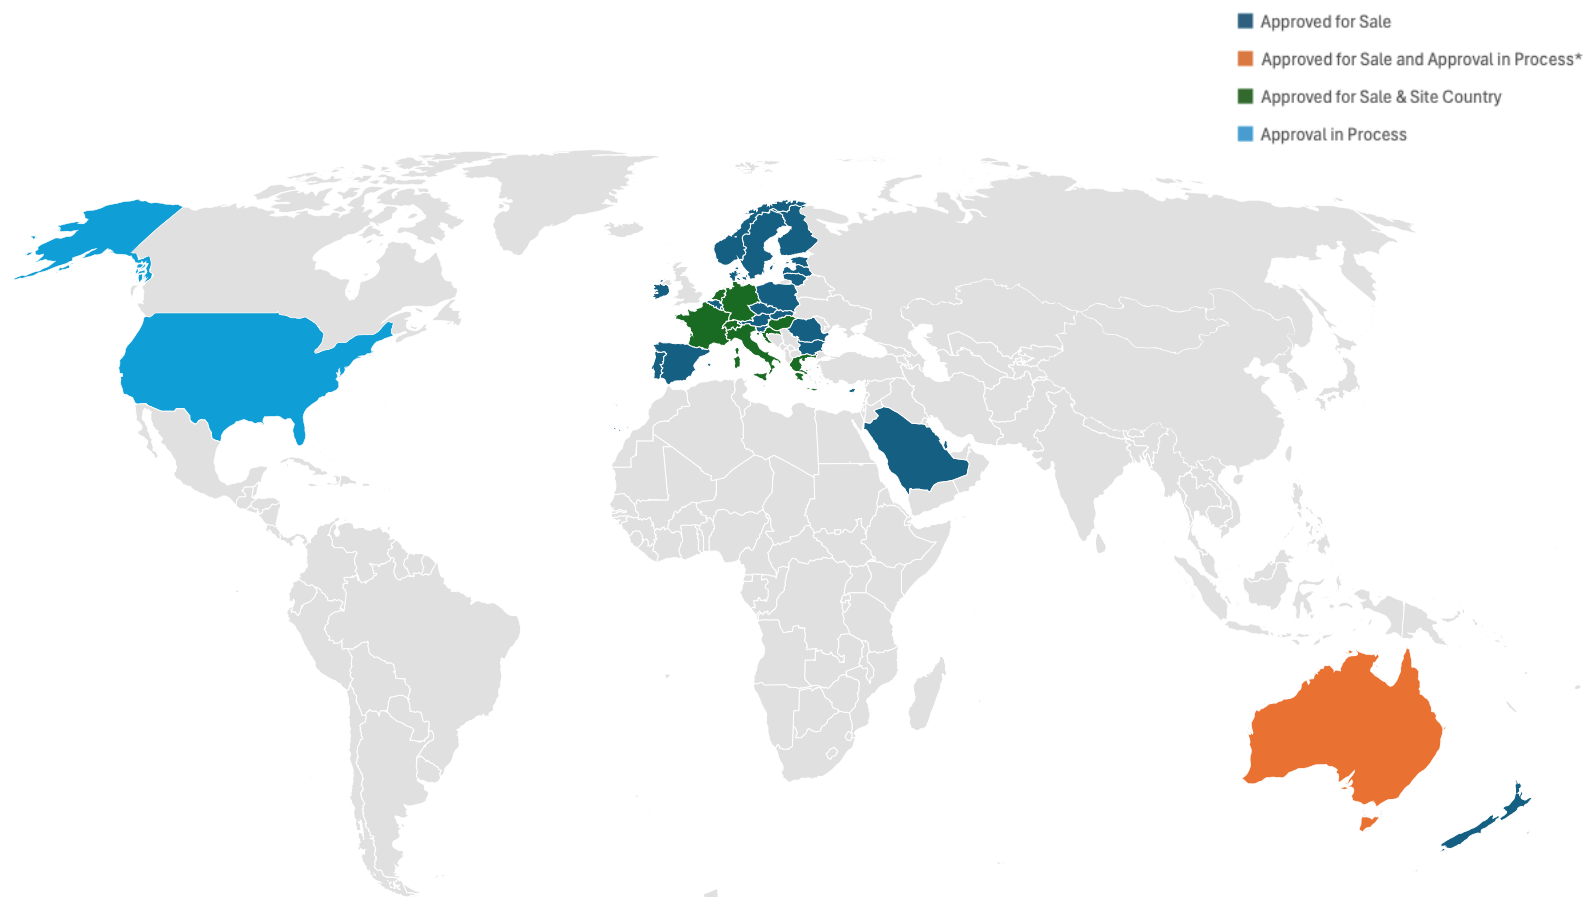 Approved for Sale
Approved for Sale and Approval in Process*
Approved for Sale & Site Country
Approval in Process